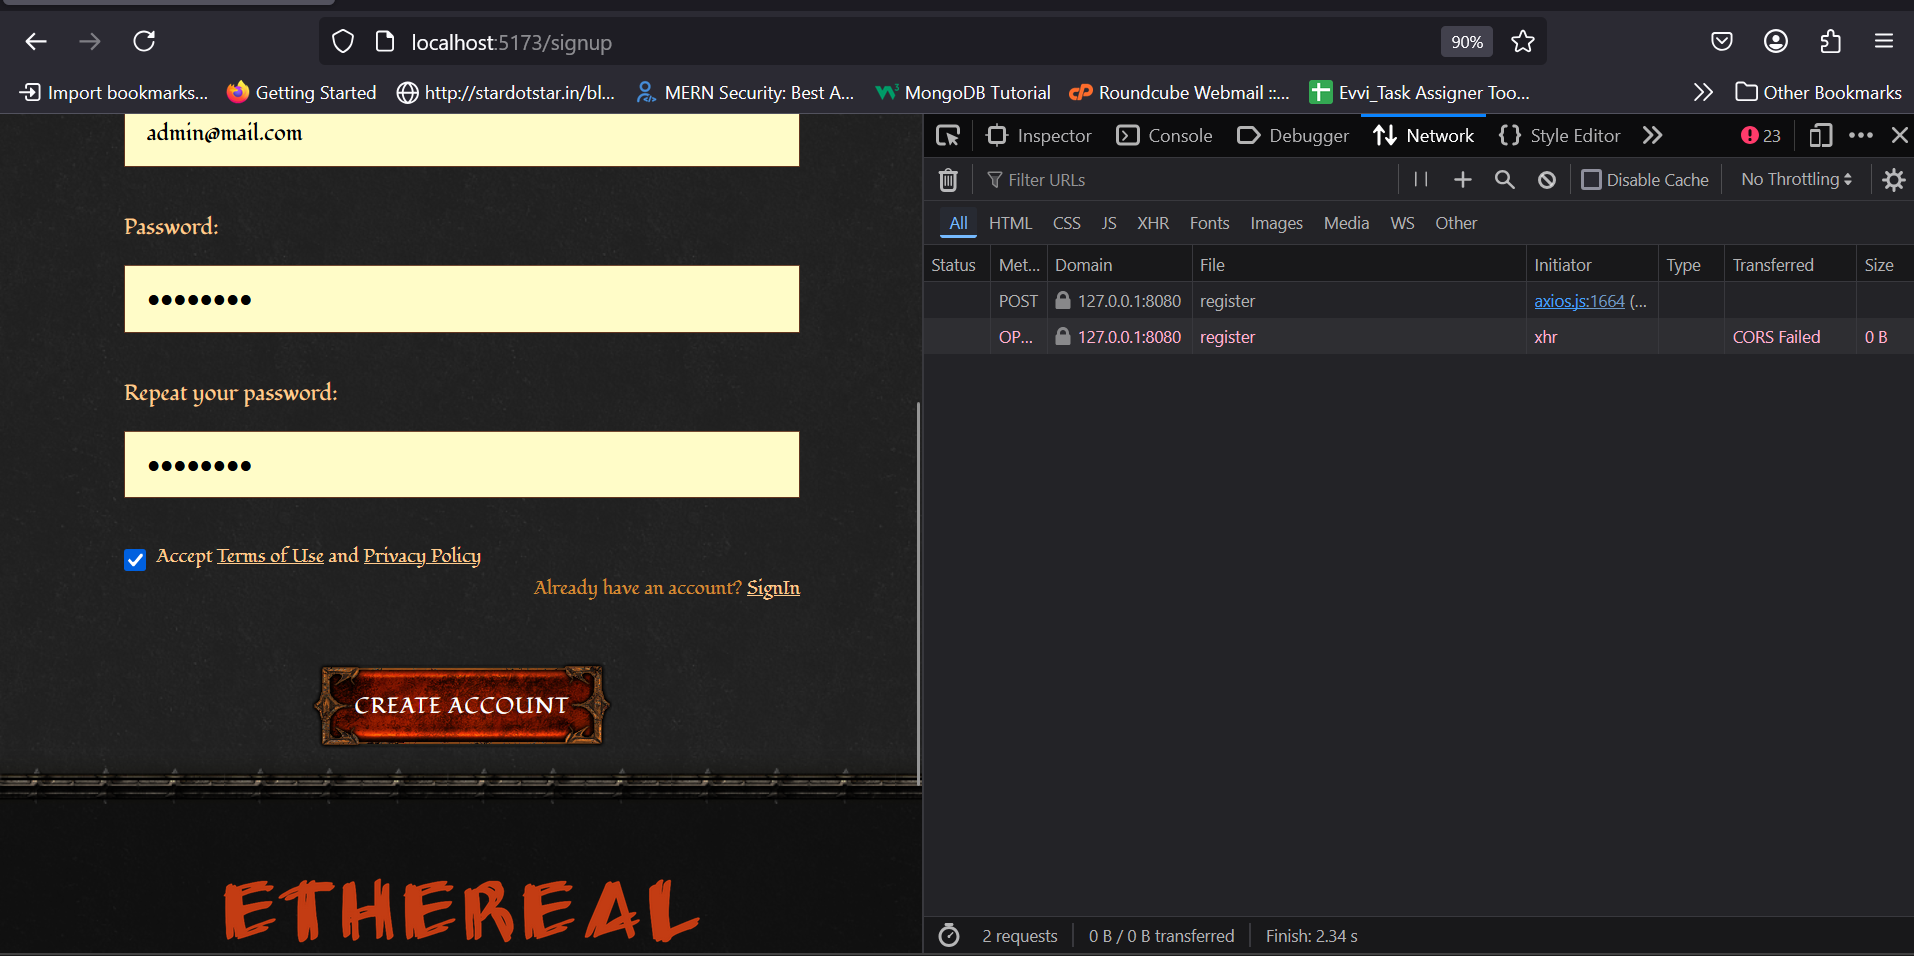 localhost:5173/signup
90%
Import bookmarks...
Getting Started
http://stardotstar.in/bl...
MERN Security: Best A...
MongoDB Tutorial
Roundcube Webmail ::...
Evvi_Task Assigner Too...
Other Bookmarks
admin@mail.com
Password:
Repeat your password:
Accept Terms of Use and Privacy Policy
Already have an account? SignIn
CREATE ACCOUNT
ETHEREAL
Inspector
Console
Debugger
Network
Style Editor
23
Filter URLs
Disable Cache
No Throttling
All HTML CSS JS XHR Fonts Images Media WS Other
Status Met... Domain File Initiator Type Transferred Size
POST 127.0.0.1:8080 register axios.js:1664 (...
OP... 127.0.0.1:8080 register xhr CORS Failed 0 B
2 requests 0 B / 0 B transferred Finish: 2.34 s